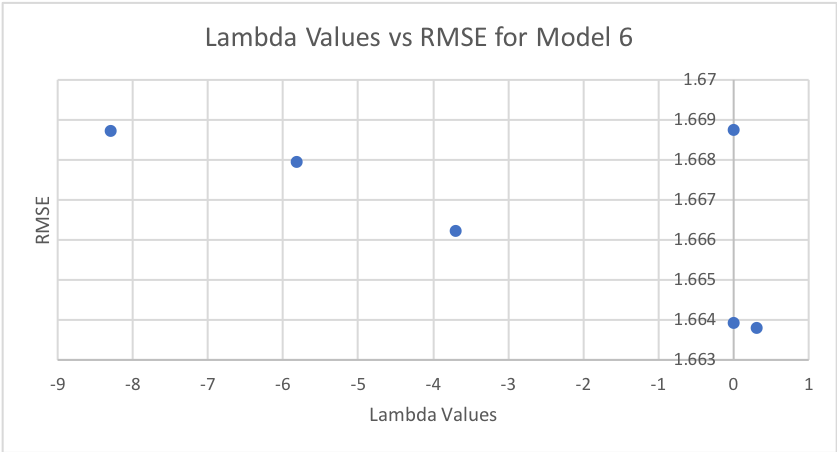 Lambda Values vs RMSE for Model 6
1.67
1.669
1.668
1.667
1.666
1.665
1.664
1.663
RMSE
-9 -8 -7 -6 -5 -4 -3 -2 -1 0 1
Lambda Values